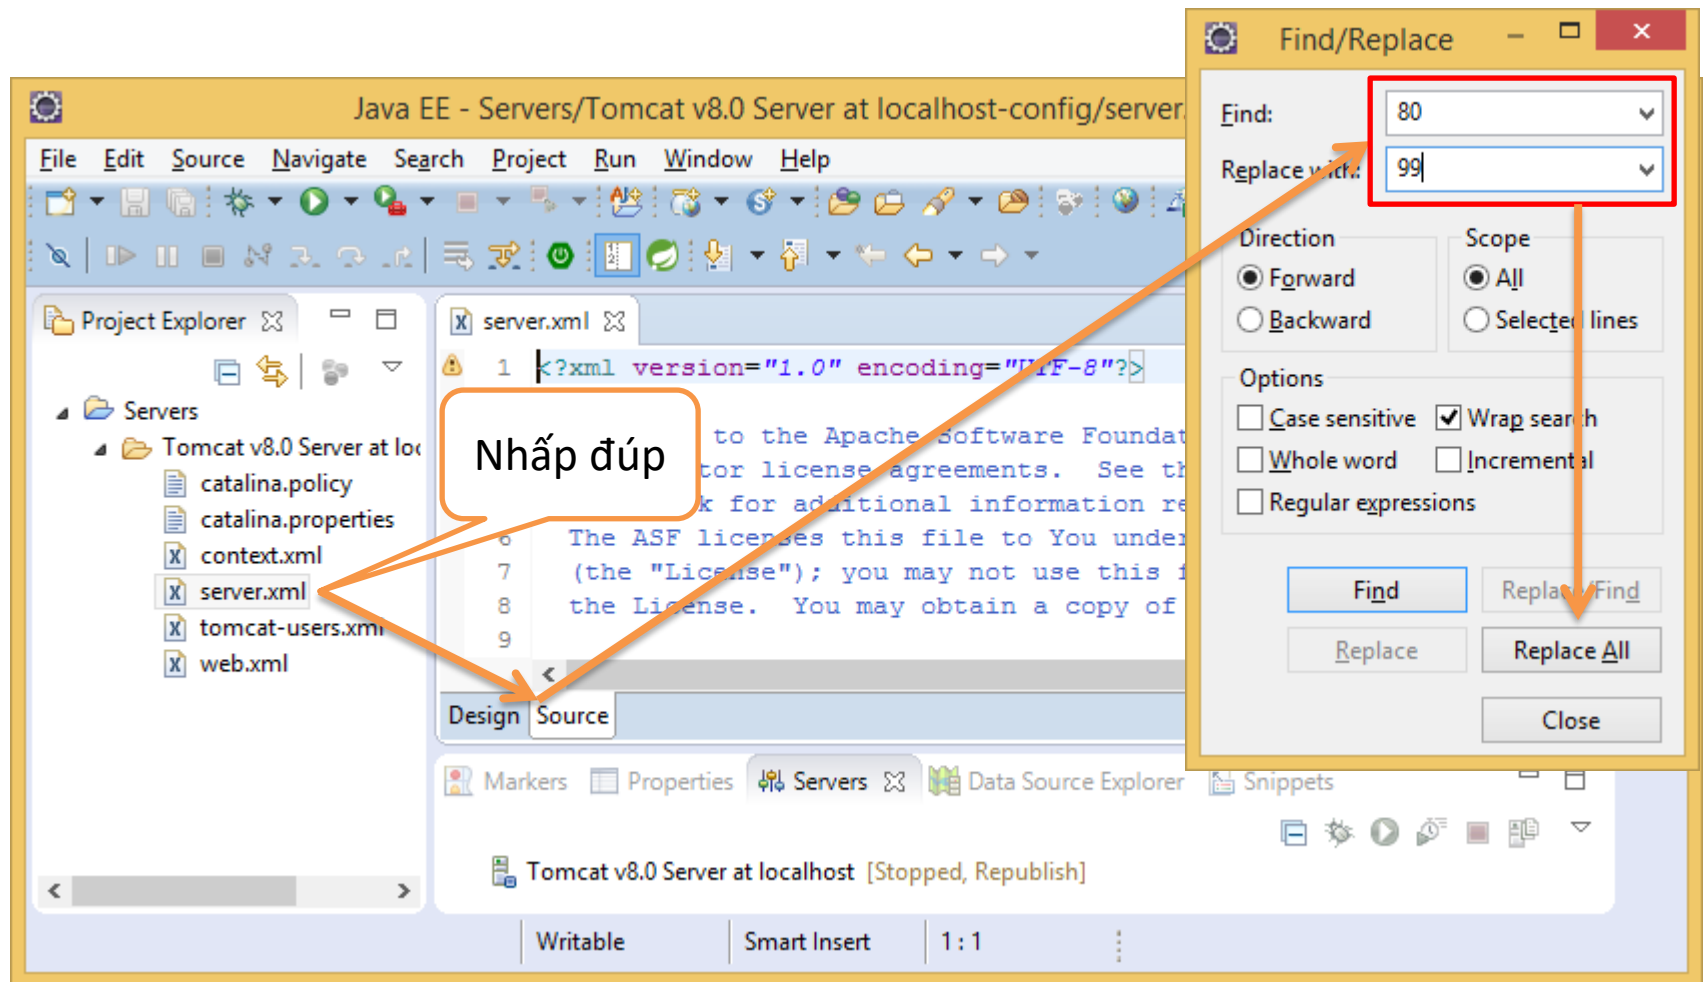 Find/Replace
Java EE - Servers/Tomcat v8.0 Server at localhost-config/server.
Find:
80
Replace with:
99
File Edit Source Navigate Search Project Run Window Help
Direction
Scope
Forward
All
Backward
Selected lines
Options
Case sensitive
Wrap search
Whole word
Incremental
Regular expressions
Find
Replace/Find
Replace
Replace All
Close
Project Explorer
Servers
Tomcat v8.0 Server at loc
catalina.policy
catalina.properties
context.xml
server.xml
tomcat-users.xml
web.xml
server.xml
1 <?xml version="1.0" encoding="UTF-8"?>
to the Apache Software Foundat
tor license agreements. See th
k for additional information re
6 The ASF licenses this file to You under
7 (the "License"); you may not use this f
8 the License. You may obtain a copy of
9
Nhấp đúp
Design Source
Markers Properties Servers Data Source Explorer Snippets
Tomcat v8.0 Server at localhost [Stopped, Republish]
Writable Smart Insert 1 : 1